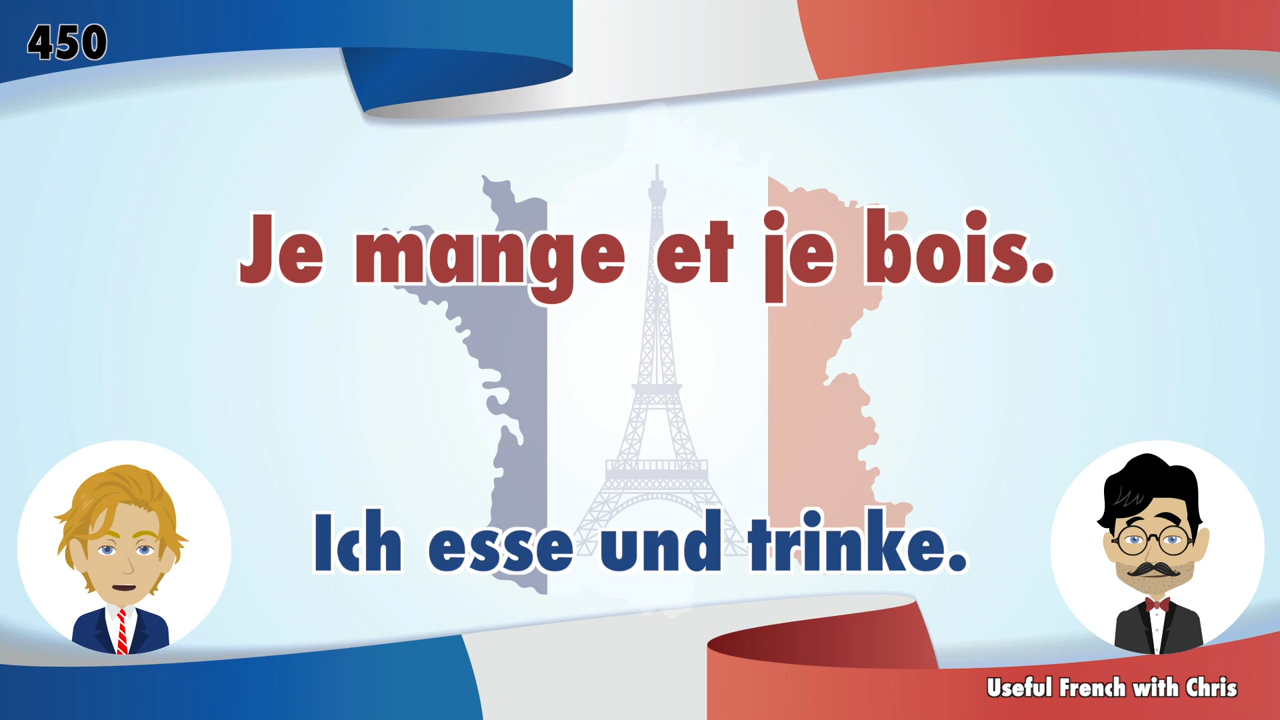 450
Je mange et je bois.
Ich esse und trinke.
Useful French with Chris